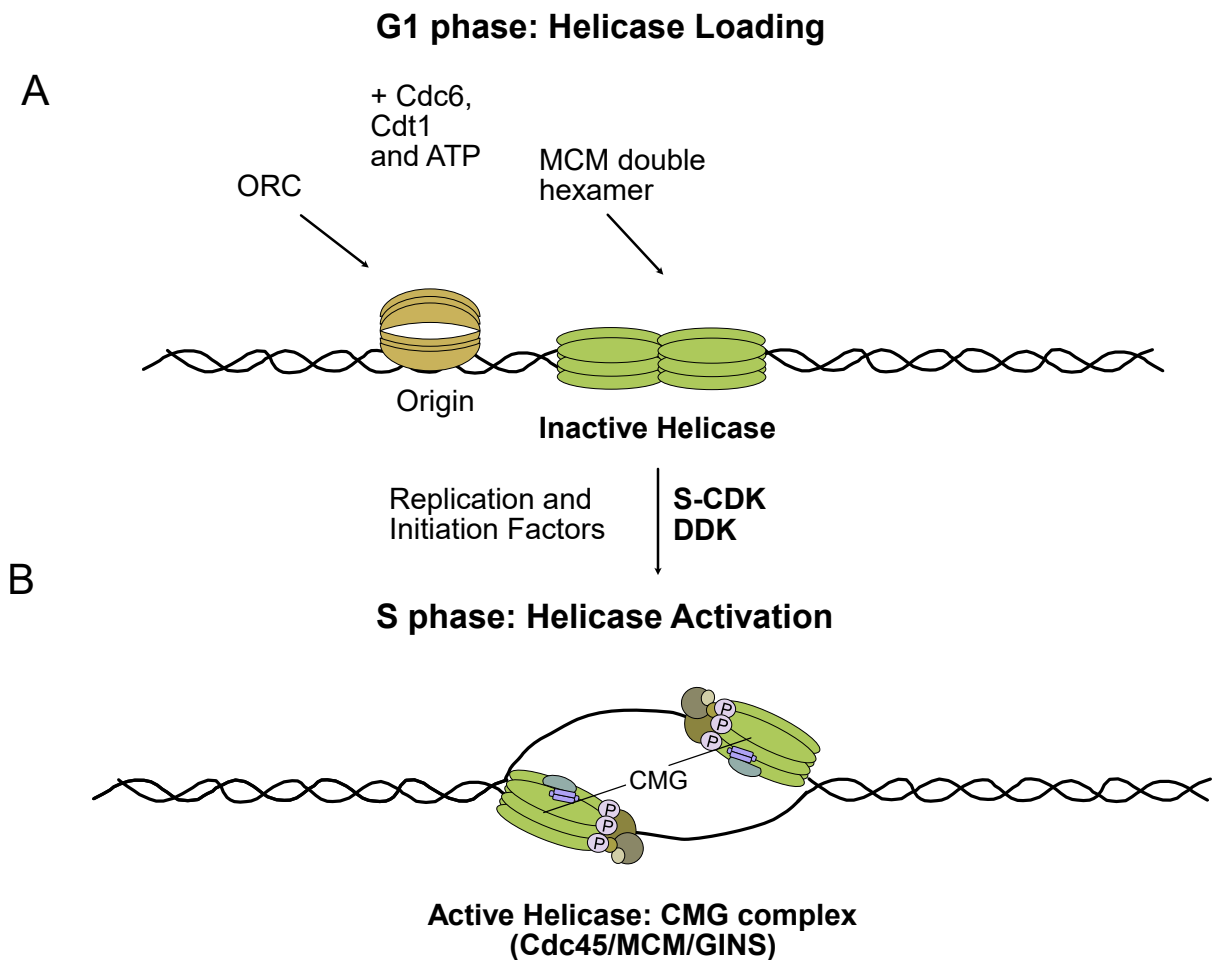 G1 phase: Helicase Loading
A
+ Cdc6,
Cdt1
and ATP
MCM double
hexamer
ORC
Origin
Inactive Helicase
Replication and
Initiation Factors
S-CDK
DDK
B
S phase: Helicase Activation
P
P
P
CMG
P
P
P
Active Helicase: CMG complex
(Cdc45/MCM/GINS)